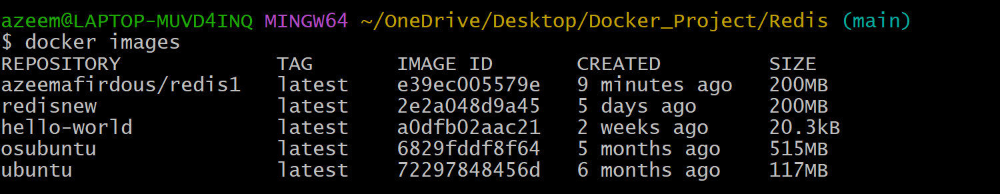 azeem@LAPTOP-MUVD4INQ MINGW64 ~/OneDrive/Desktop/Docker_Project/Redis (main)
$ docker images
REPOSITORY TAG IMAGE ID CREATED SIZE
azeemafirdous/redis1 latest e39ec005579e 9 minutes ago 200MB
redisnew latest 2e2a048d9a45 5 days ago 200MB
hello-world latest a0dfb02aac21 2 weeks ago 20.3kB
osubuntu latest 6829fddf8f64 5 months ago 515MB
ubuntu latest 72297848456d 6 months ago 117MB